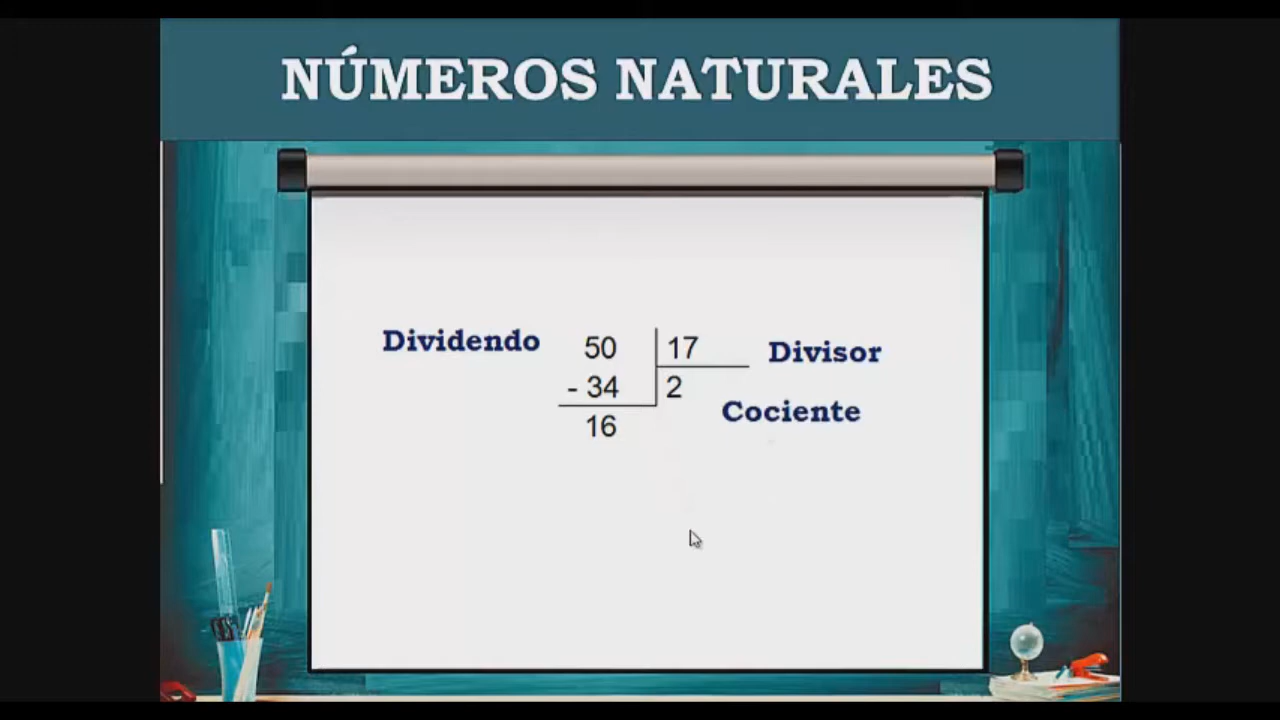 NÚMEROS NATURALES
Dividendo 50 17 Divisor
- 34 2
Cociente
16